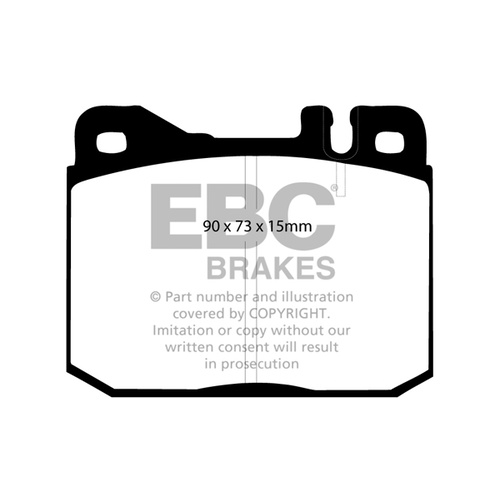 EBC
®
90 x 73 x 15mm
BRAKES
© Part number and illustration
covered by COPYRIGHT.
Imitation or copy without our
written consent will result
in prosecution